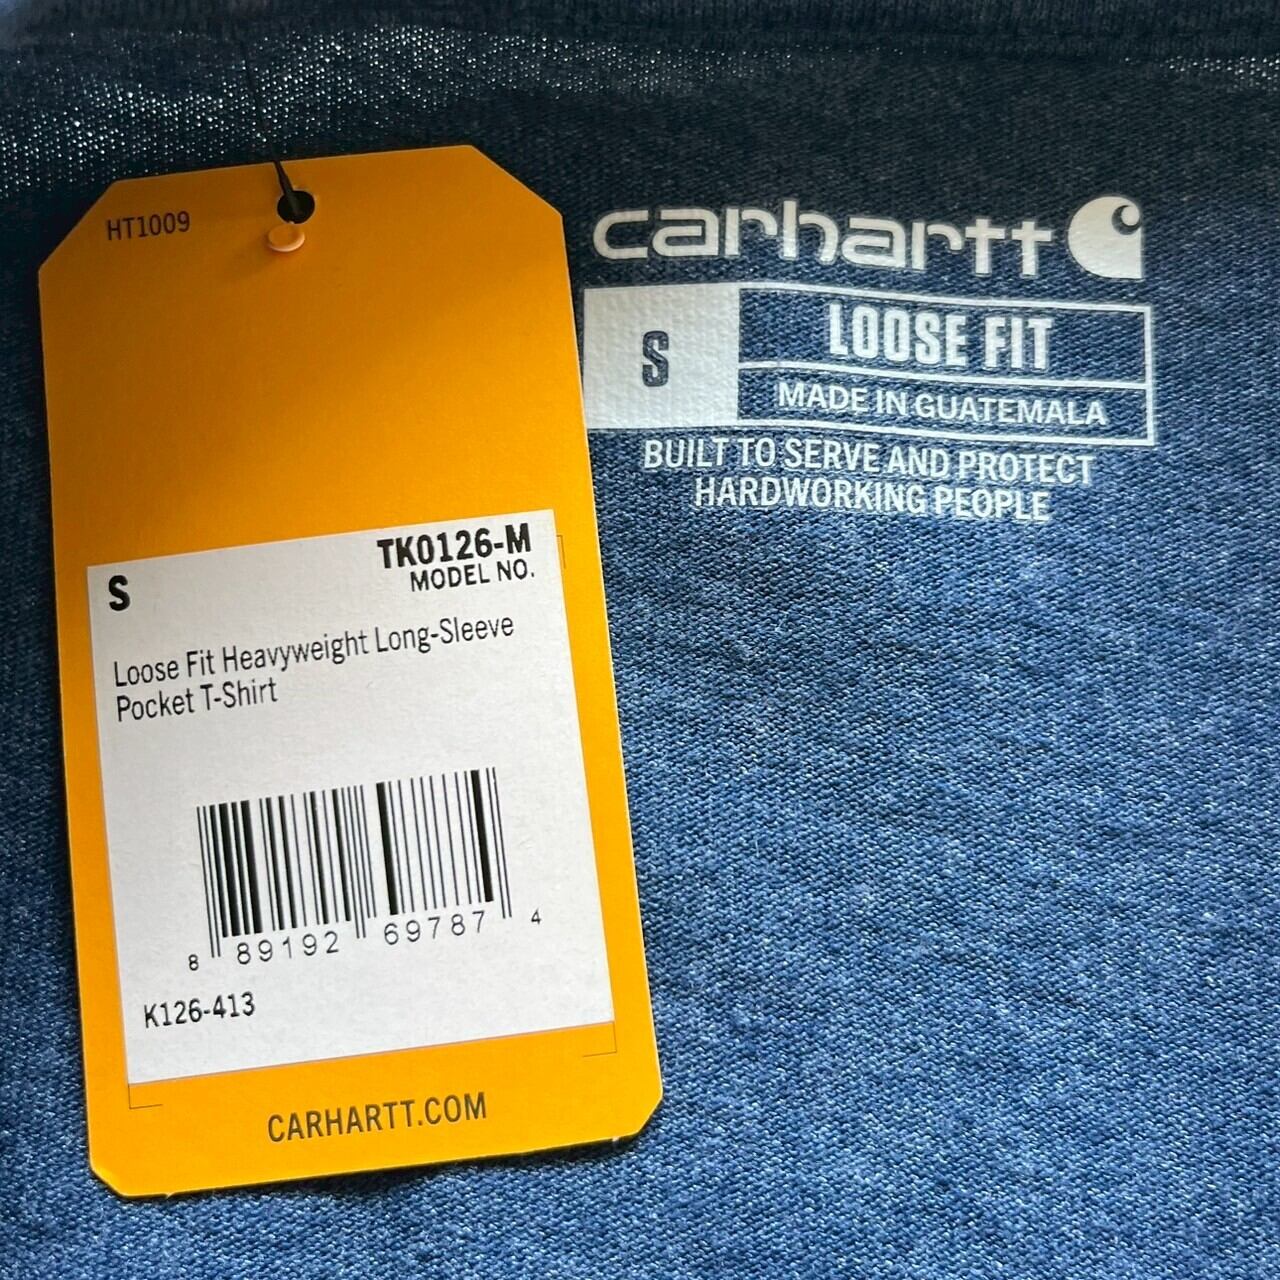 HT1009
S
TK0126-M
MODEL NO.
Loose Fit Heavyweight Long-Sleeve
Pocket T-Shirt
8 89192 69787 4
K126-413
CARHARTT.COM
carhartt
S
LOOSE FIT
MADE IN GUATEMALA
BUILT TO SERVE AND PROTECT
HARDWORKING PEOPLE